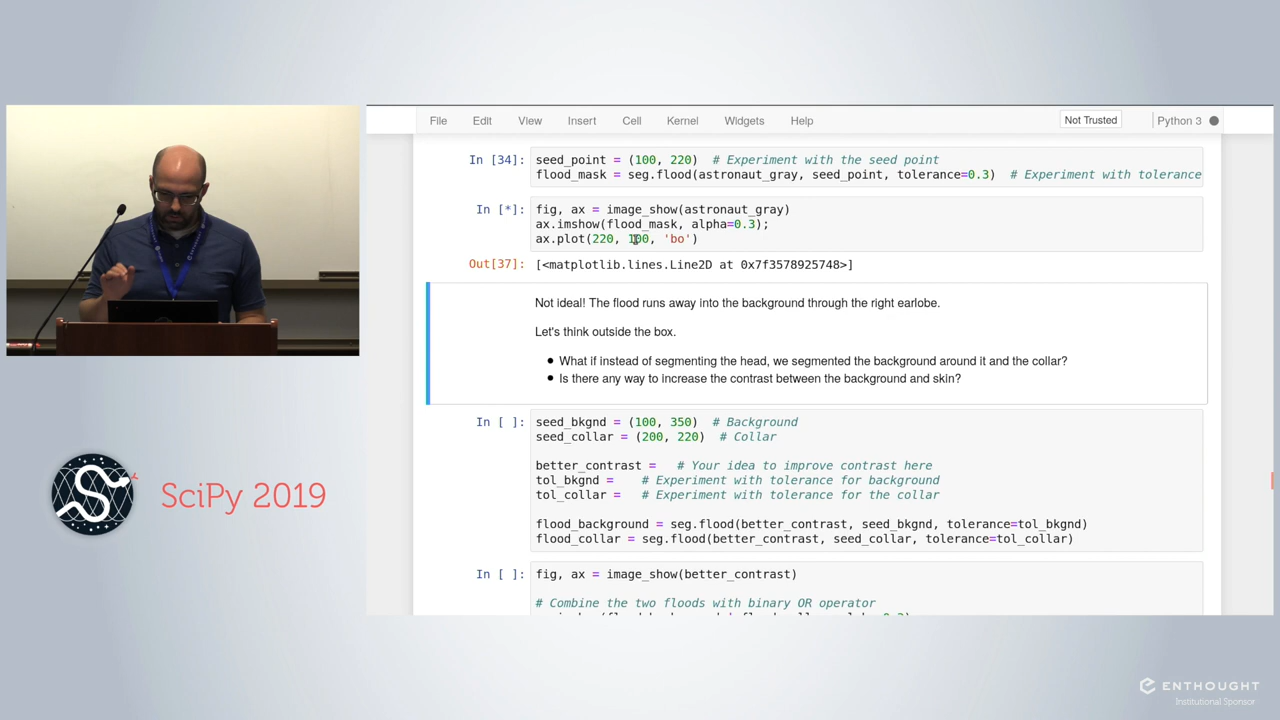 File Edit View Insert Cell Kernel Widgets Help Not Trusted Python 3
In [34]: seed_point = (100, 220)  # Experiment with the seed point
flood_mask = seg.flood(astronaut_gray, seed_point, tolerance=0.3)  # Experiment with tolerance
In [*]: fig, ax = image_show(astronaut_gray)
ax.imshow(flood_mask, alpha=0.3);
ax.plot(220, 100, 'bo')
Out[37]: [<matplotlib.lines.Line2D at 0x7f3578925748>]
Not ideal! The flood runs away into the background through the right earlobe.
Let's think outside the box.
• What if instead of segmenting the head, we segmented the background around it and the collar?
• Is there any way to increase the contrast between the background and skin?
In [ ]: seed_bkgnd = (100, 350)  # Background
seed_collar = (200, 220)  # Collar
better_contrast =   # Your idea to improve contrast here
tol_bkgnd =    # Experiment with tolerance for background
tol_collar =   # Experiment with tolerance for the collar
flood_background = seg.flood(better_contrast, seed_bkgnd, tolerance=tol_bkgnd)
flood_collar = seg.flood(better_contrast, seed_collar, tolerance=tol_collar)
In [ ]: fig, ax = image_show(better_contrast)
# Combine the two floods with binary OR operator
SciPy 2019
ENTHOUGHT
Institutional Sponsor